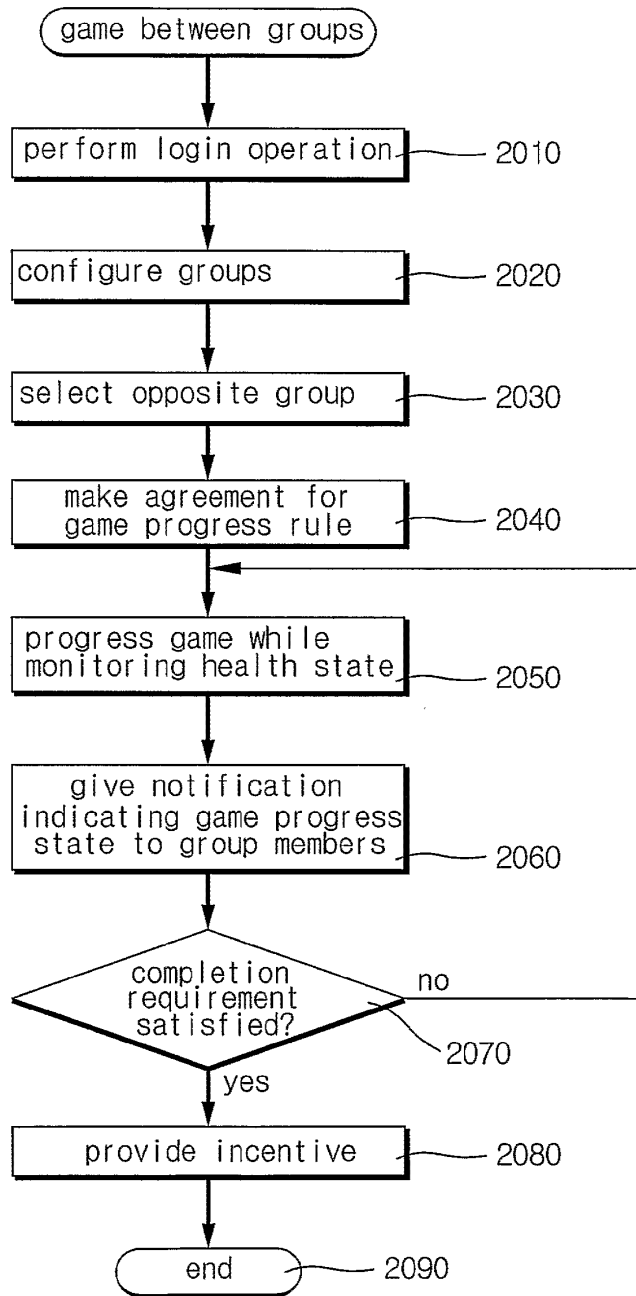 game between groups
perform login operation
2010
configure groups
2020
select opposite group
2030
make agreement for
game progress rule
2040
progress game while
monitoring health state
2050
give notification
indicating game progress
state to group members
2060
completion
requirement
satisfied?
no
2070
yes
provide incentive
2080
end
2090